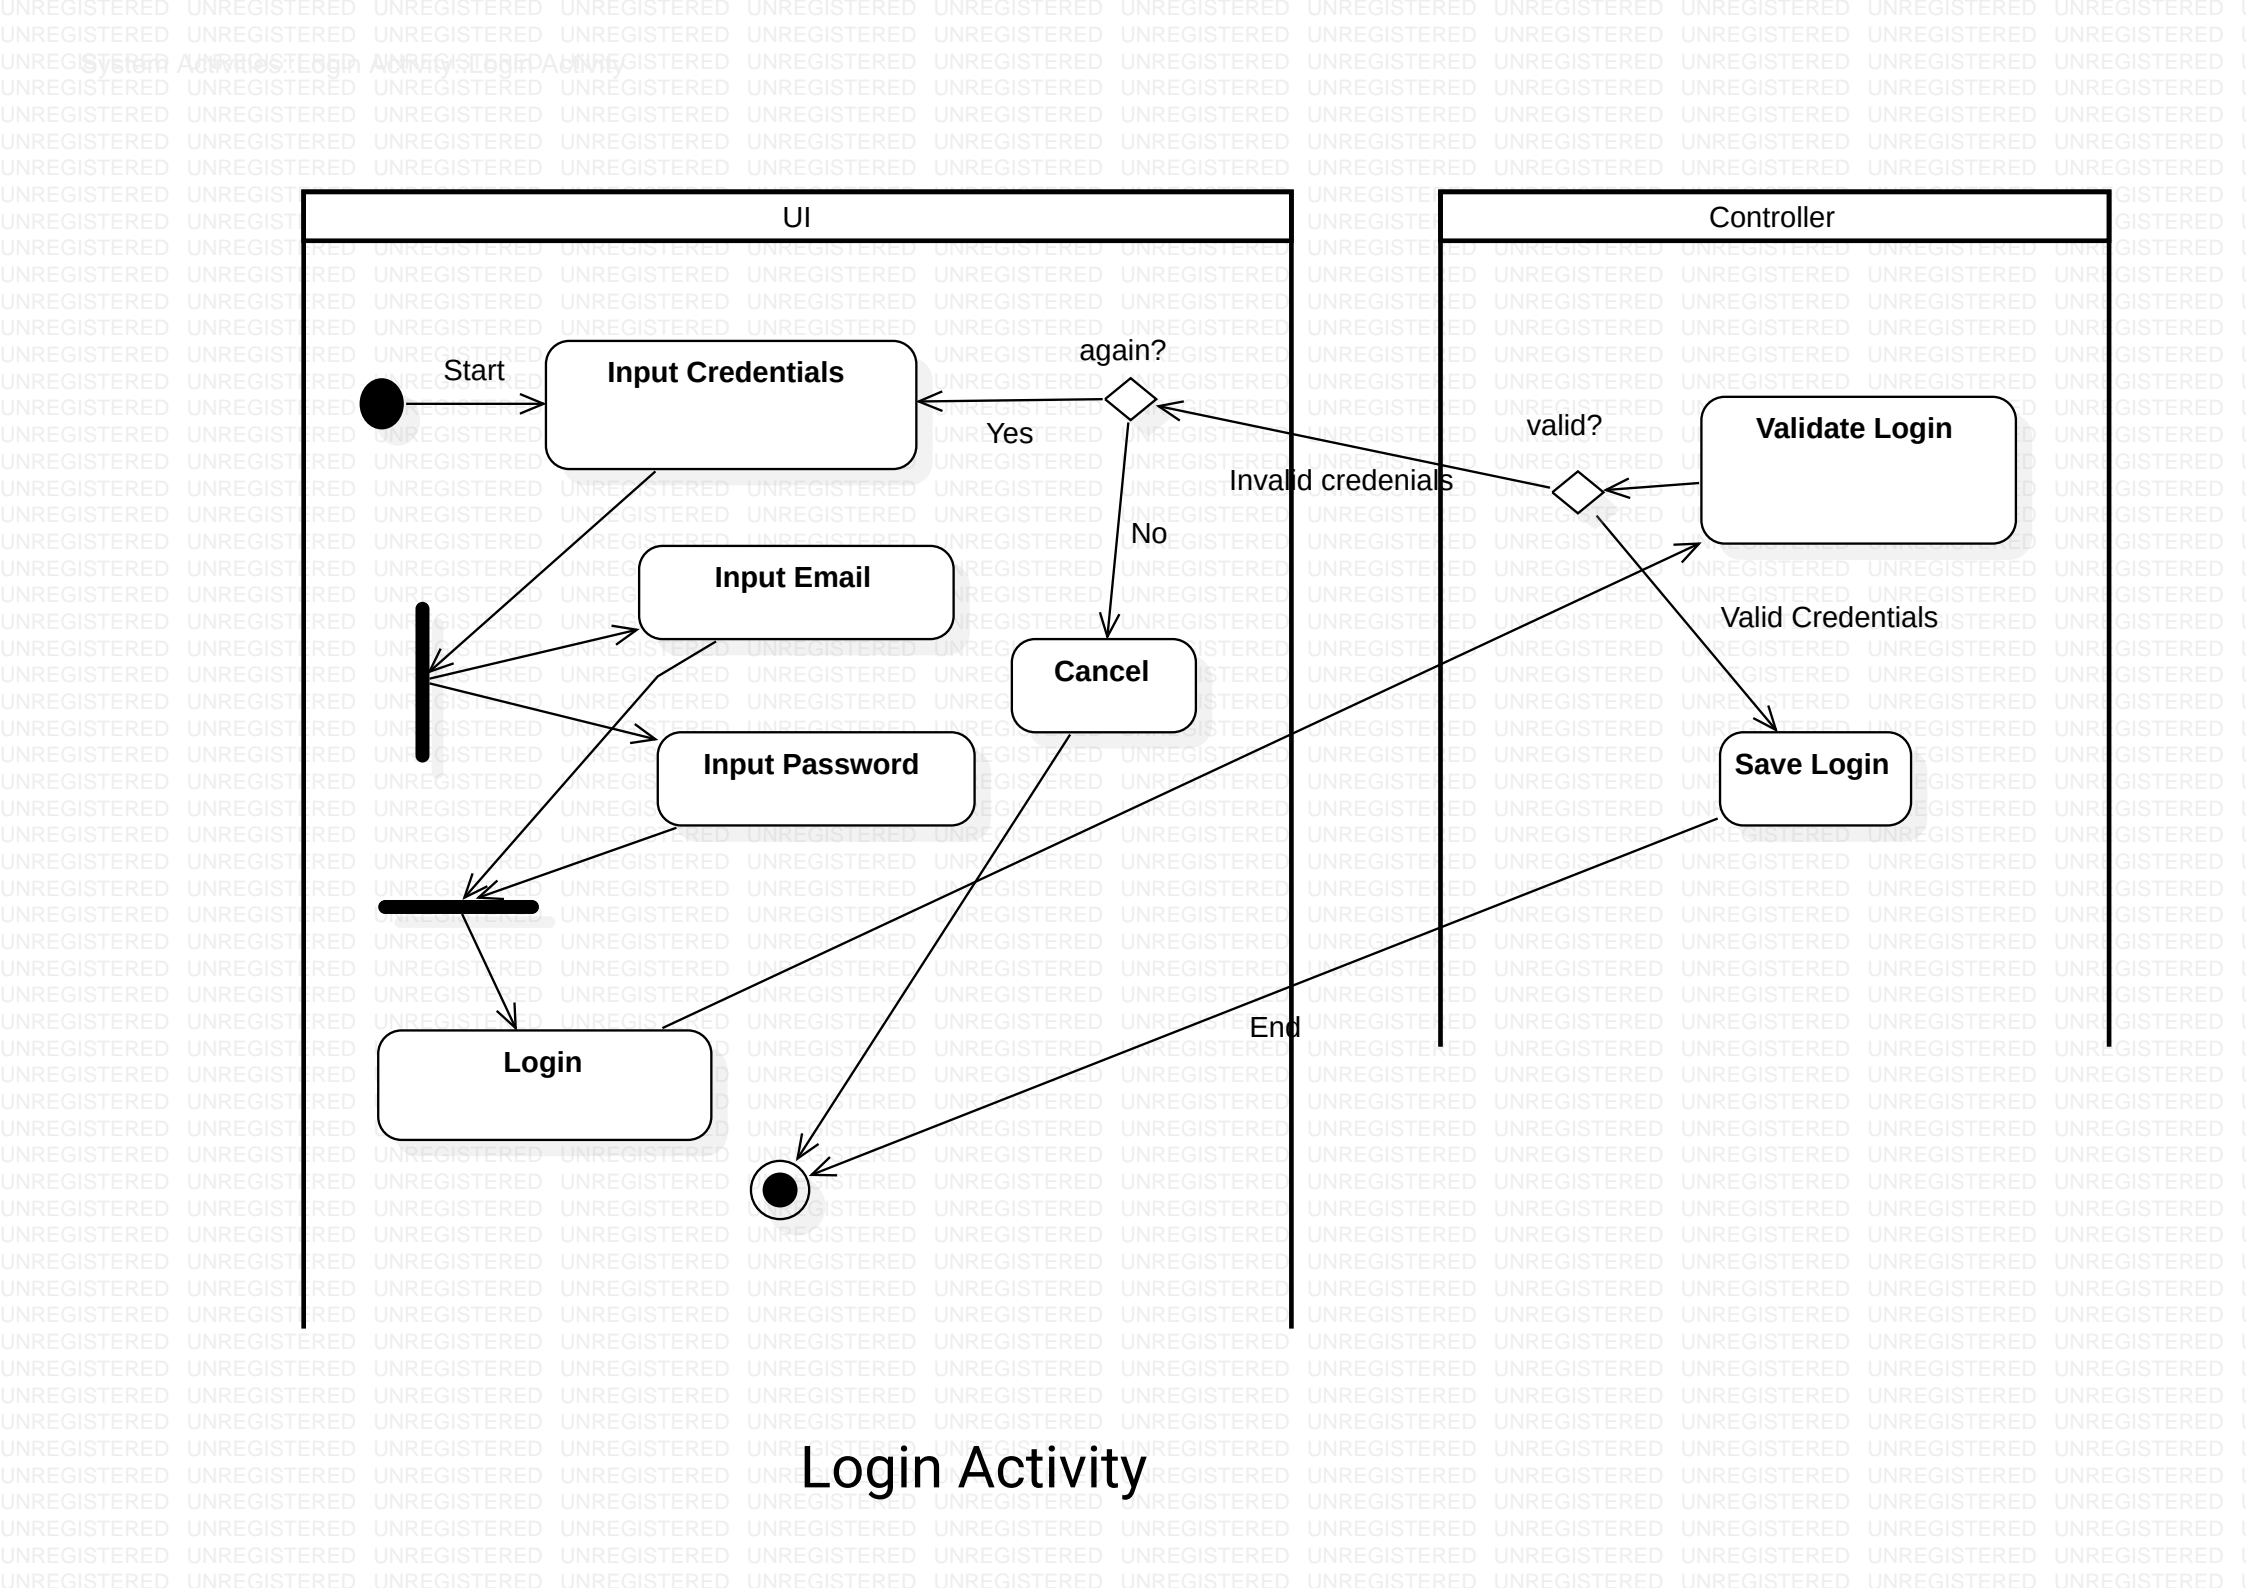 System Activities::Login Activity::Login Activity
UI
Controller
Start
Input Credentials
again?
Yes
valid?
Validate Login
Invalid credenials
No
Input Email
Valid Credentials
Cancel
Input Password
Save Login
End
Login
Login Activity
UNREGISTERED